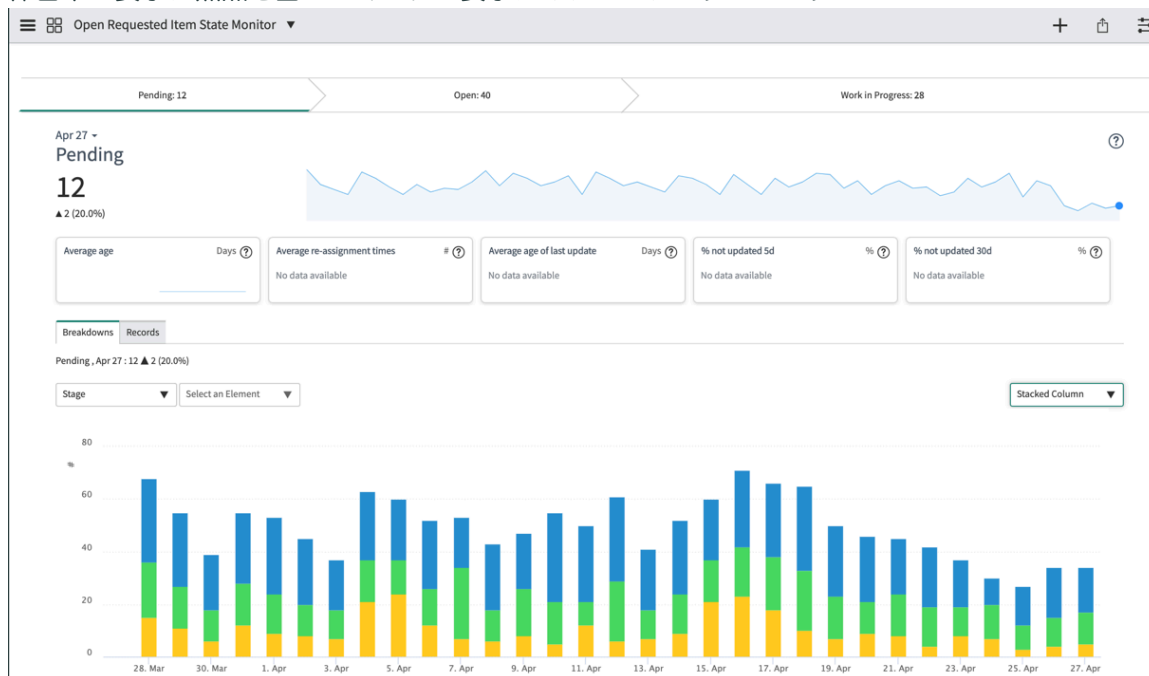 Open Requested Item State Monitor ▼
Pending: 12
Open: 40
Work in Progress: 28
Apr 27
Pending
12
▲ 2 (20.0%)
Average age Days ?
Average re-assignment times # ?
No data available
Average age of last update Days ?
No data available
% not updated 5d % ?
No data available
% not updated 30d % ?
No data available
Breakdowns Records
Pending , Apr 27 : 12 ▲ 2 (20.0%)
Stage ▼ Select an Element ▼
Stacked Column ▼
80
60
40
20
0
28. Mar 30. Mar 1. Apr 3. Apr 5. Apr 7. Apr 9. Apr 11. Apr 13. Apr 15. Apr 17. Apr 19. Apr 21. Apr 23. Apr 25. Apr 27. Apr